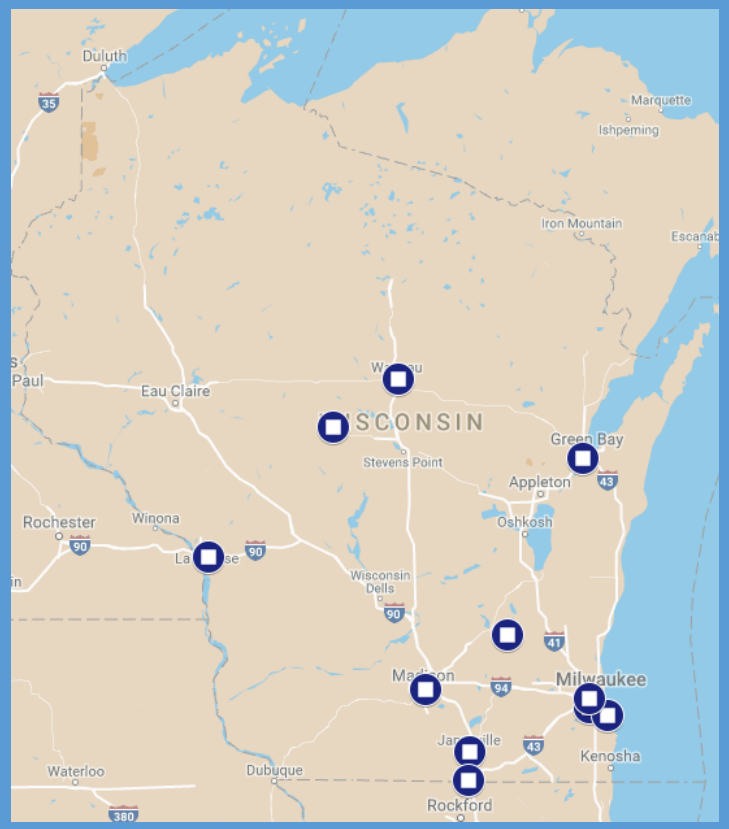 Duluth
35
Marquette
Ishpeming
Iron Mountain
Escanab
Paul
Eau Claire
WISCONSIN
Stevens Point
Green Bay
Appleton
43
Oshkosh
Rochester
Winona
90
90
Wisconsin
Dells
90
41
Madison
94
Milwaukee
43
Kenosha
Waterloo
Dubuque
380
Rockford